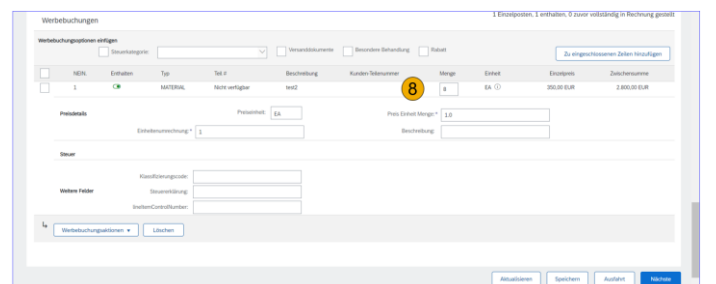 Werbebuchungen
1 Einzelposten, 1 enthalten, 0 zuvor vollständig in Rechnung gestellt
Werbebuchungsoptionen einfügen
Steuerkategorie: Versanddokumente Besondere Behandlung Rabatt
Zu eingeschlossenen Zeilen hinzufügen
NEIN. Enthalten Typ Teil # Beschreibung Kunden-Teilenummer Menge Einheit Einzelpreis Zwischensumme
1 MATERIAL Nicht verfügbar test2 8 8 EA 350,00 EUR 2.800,00 EUR
Preisdetails Preiseinheit: EA Preis Einheit Menge:* 1.0
Einheitenumrechnung:* 1 Beschreibung:
Steuer
Klassifizierungscode:
Weitere Felder Steuererklärung:
lineItemControlNumber:
Werbebuchungsaktionen Löschen
Aktualisieren Speichern Ausfahrt Nächste